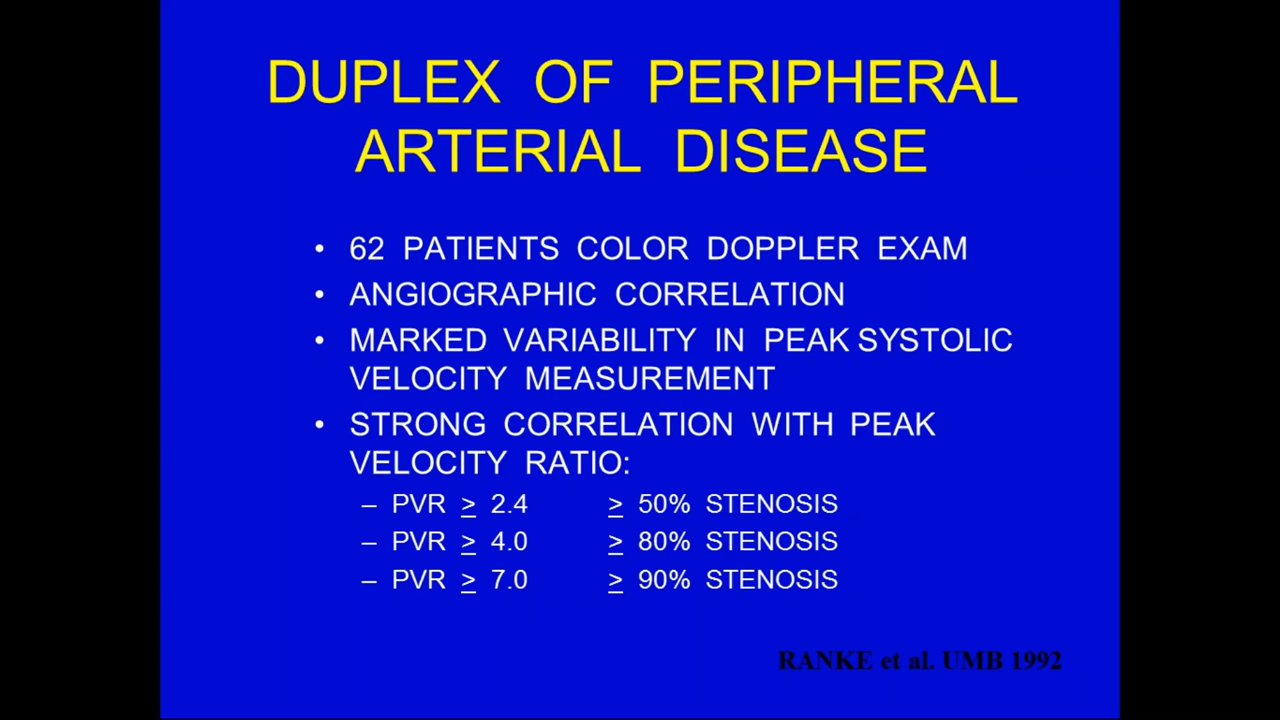 DUPLEX OF PERIPHERAL
ARTERIAL DISEASE
• 62 PATIENTS COLOR DOPPLER EXAM
• ANGIOGRAPHIC CORRELATION
• MARKED VARIABILITY IN PEAK SYSTOLIC
VELOCITY MEASUREMENT
• STRONG CORRELATION WITH PEAK
VELOCITY RATIO:
– PVR ≥ 2.4 ≥ 50% STENOSIS
– PVR ≥ 4.0 ≥ 80% STENOSIS
– PVR ≥ 7.0 ≥ 90% STENOSIS
RANKE et al. UMB 1992